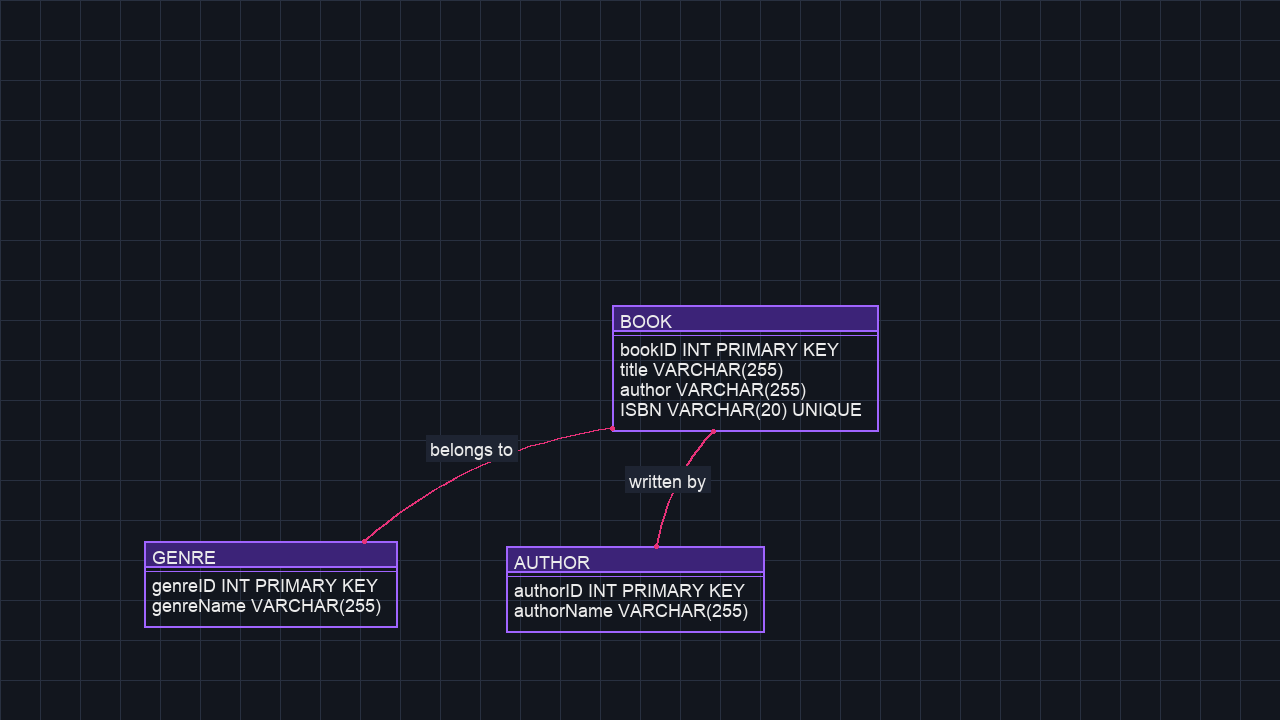 BOOK
bookID INT PRIMARY KEY
title VARCHAR(255)
author VARCHAR(255)
ISBN VARCHAR(20) UNIQUE
belongs to
written by
GENRE
genreID INT PRIMARY KEY
genreName VARCHAR(255)
AUTHOR
authorID INT PRIMARY KEY
authorName VARCHAR(255)